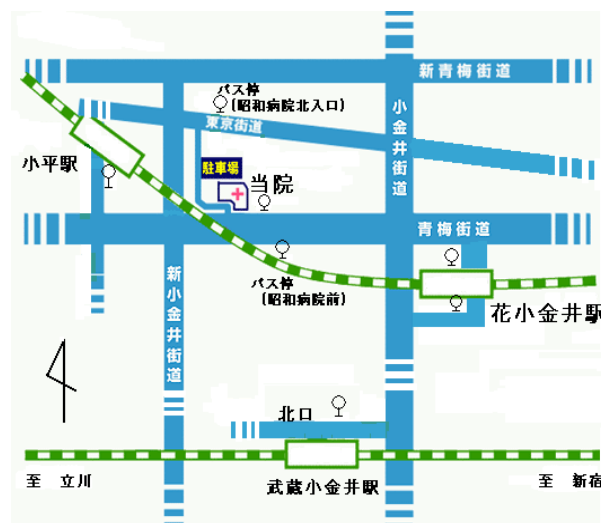 新青梅街道
バス停
(昭和病院北入口)
東京街道
小金井街道
小平駅
駐車場
当院
青梅街道
バス停
(昭和病院前)
新小金井街道
花小金井駅
北口
至 立川
武蔵小金井駅
至 新宿